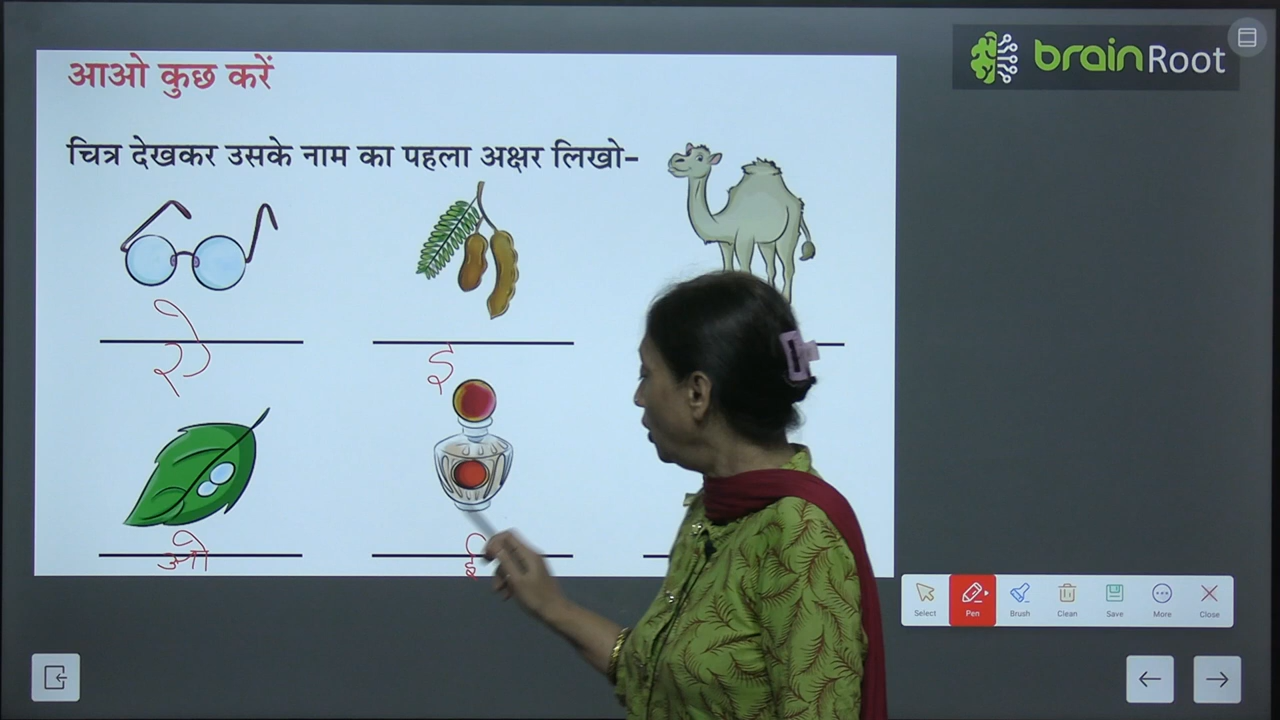 brainRoot
आओ कुछ करें
चित्र देखकर उसके नाम का पहला अक्षर लिखो-
इ
ओ
ई
Select Pen Brush Clean Save More Close